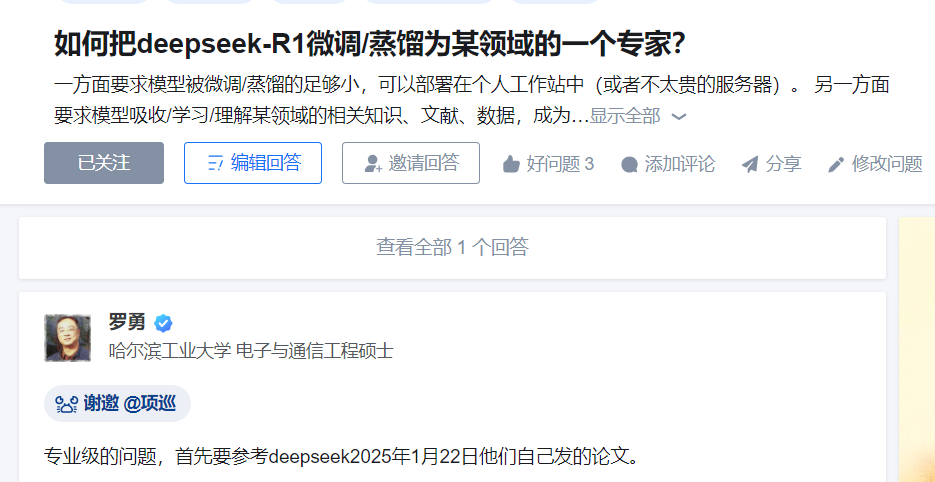 如何把deepseek-R1微调/蒸馏为某领域的一个专家？
一方面要求模型被微调/蒸馏的足够小，可以部署在个人工作站中（或者不太贵的服务器）。 另一方面
要求模型吸收/学习/理解某领域的相关知识、文献、数据，成为…显示全部
已关注 编辑回答 邀请回答 好问题 3 添加评论 分享 修改问题
查看全部 1 个回答
罗勇
哈尔滨工业大学 电子与通信工程硕士
谢邀 @项巡
专业级的问题，首先要参考deepseek2025年1月22日他们自己发的论文。